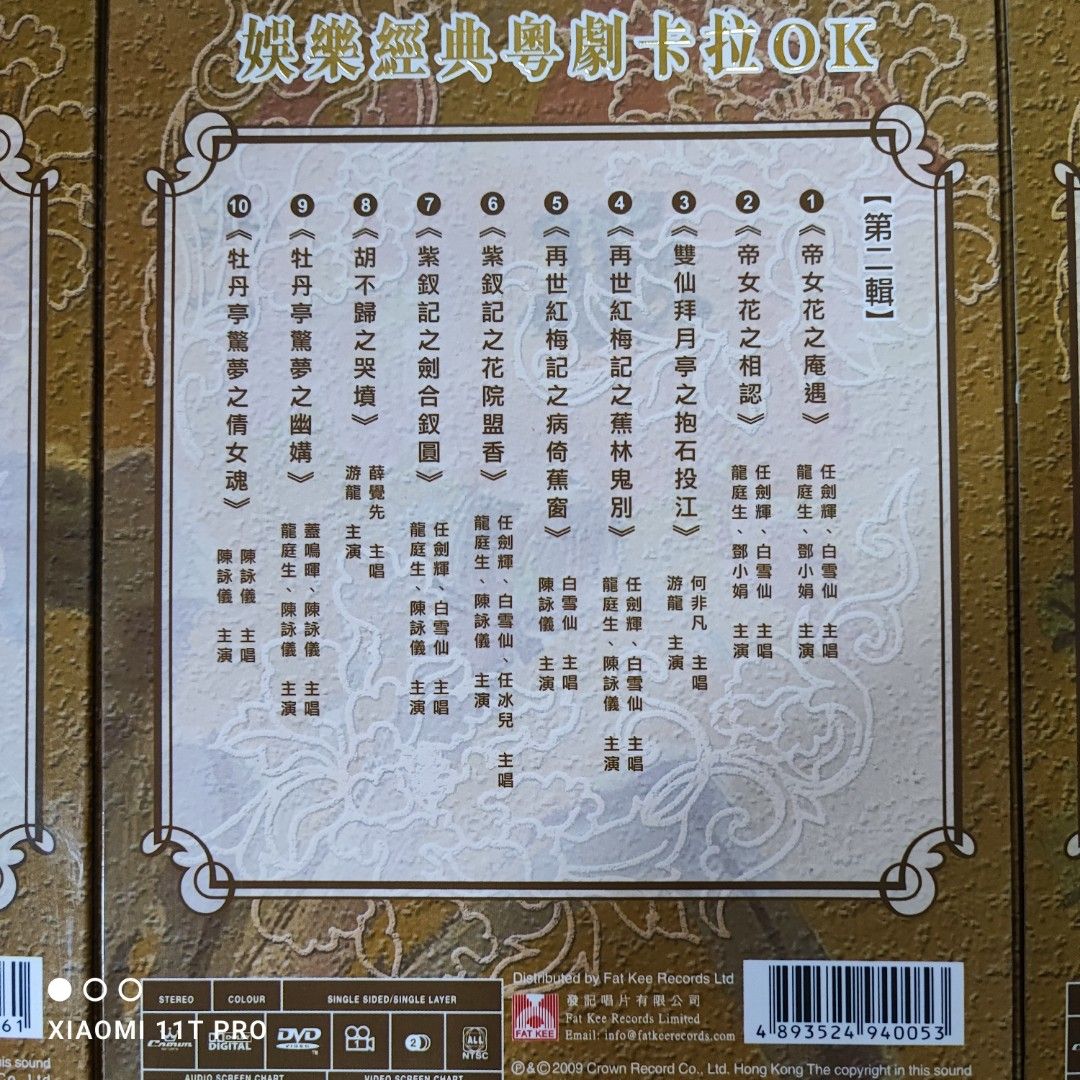 娛樂經典粵劇卡拉OK
【第二輯】
1《帝女花之庵遇》
任劍輝、白雪仙 主唱
龍庭生、鄧小娟 主演
2《帝女花之相認》
任劍輝、白雪仙 主唱
龍庭生、鄧小娟 主演
3《雙仙拜月亭之抱石投江》
何非凡 主唱
游龍 主演
4《再世紅梅記之蕉林鬼別》
任劍輝、白雪仙 主唱
龍庭生、陳詠儀 主演
5《再世紅梅記之病倚蕉窗》
白雪仙 主唱
陳詠儀 主演
6《紫釵記之花院盟香》
任劍輝、白雪仙、任冰兒 主唱
龍庭生、陳詠儀 主演
7《紫釵記之劍合釵圓》
任劍輝、白雪仙 主唱
龍庭生、陳詠儀 主演
8《胡不歸之哭墳》
薛覺先 主唱
游龍 主演
9《牡丹亭驚夢之幽媾》
蓋鳴暉、陳詠儀 主唱
龍庭生、陳詠儀 主演
10《牡丹亭驚夢之倩女魂》
陳詠儀 主唱
陳詠儀 主演
STEREO
COLOUR
SINGLE SIDED/SINGLE LAYER
Crown
DOLBY DIGITAL
DVD VIDEO
2
ALL
NTSC
AUDIO SCREEN CHART
VIDEO SCREEN CHART
Distributed by Fat Kee Records Ltd
FAT KEE
發記唱片有限公司
Fat Kee Records Limited
Email: info@fatkeerecords.com
4 893524 940053
Ⓟ&© 2009 Crown Record Co., Ltd. Hong Kong The copyright in this sound
61
is sound
XIAOMI 11T PRO